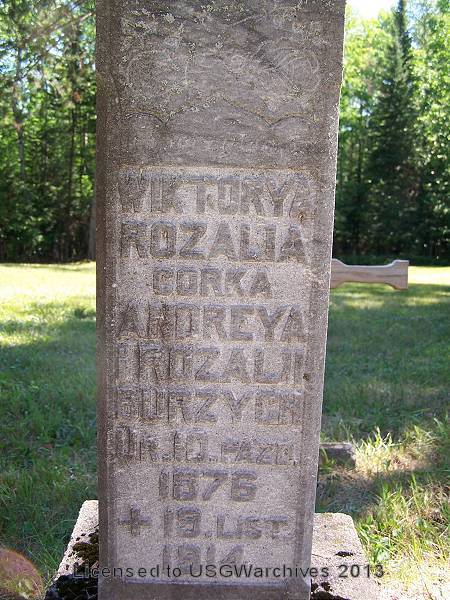 WIKTORYA
ROZALIA
CORKA
ANDREYA
I ROZALII
BURZYCH
UR. 10. PAZD.
1876
+ 19. LIST.
1914
Licensed to USGWarchives 2013